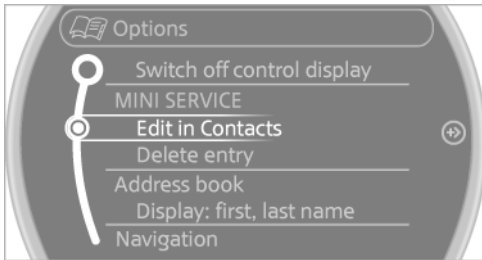 Options
Switch off control display
MINI SERVICE
Edit in Contacts
Delete entry
Address book
Display: first, last name
Navigation